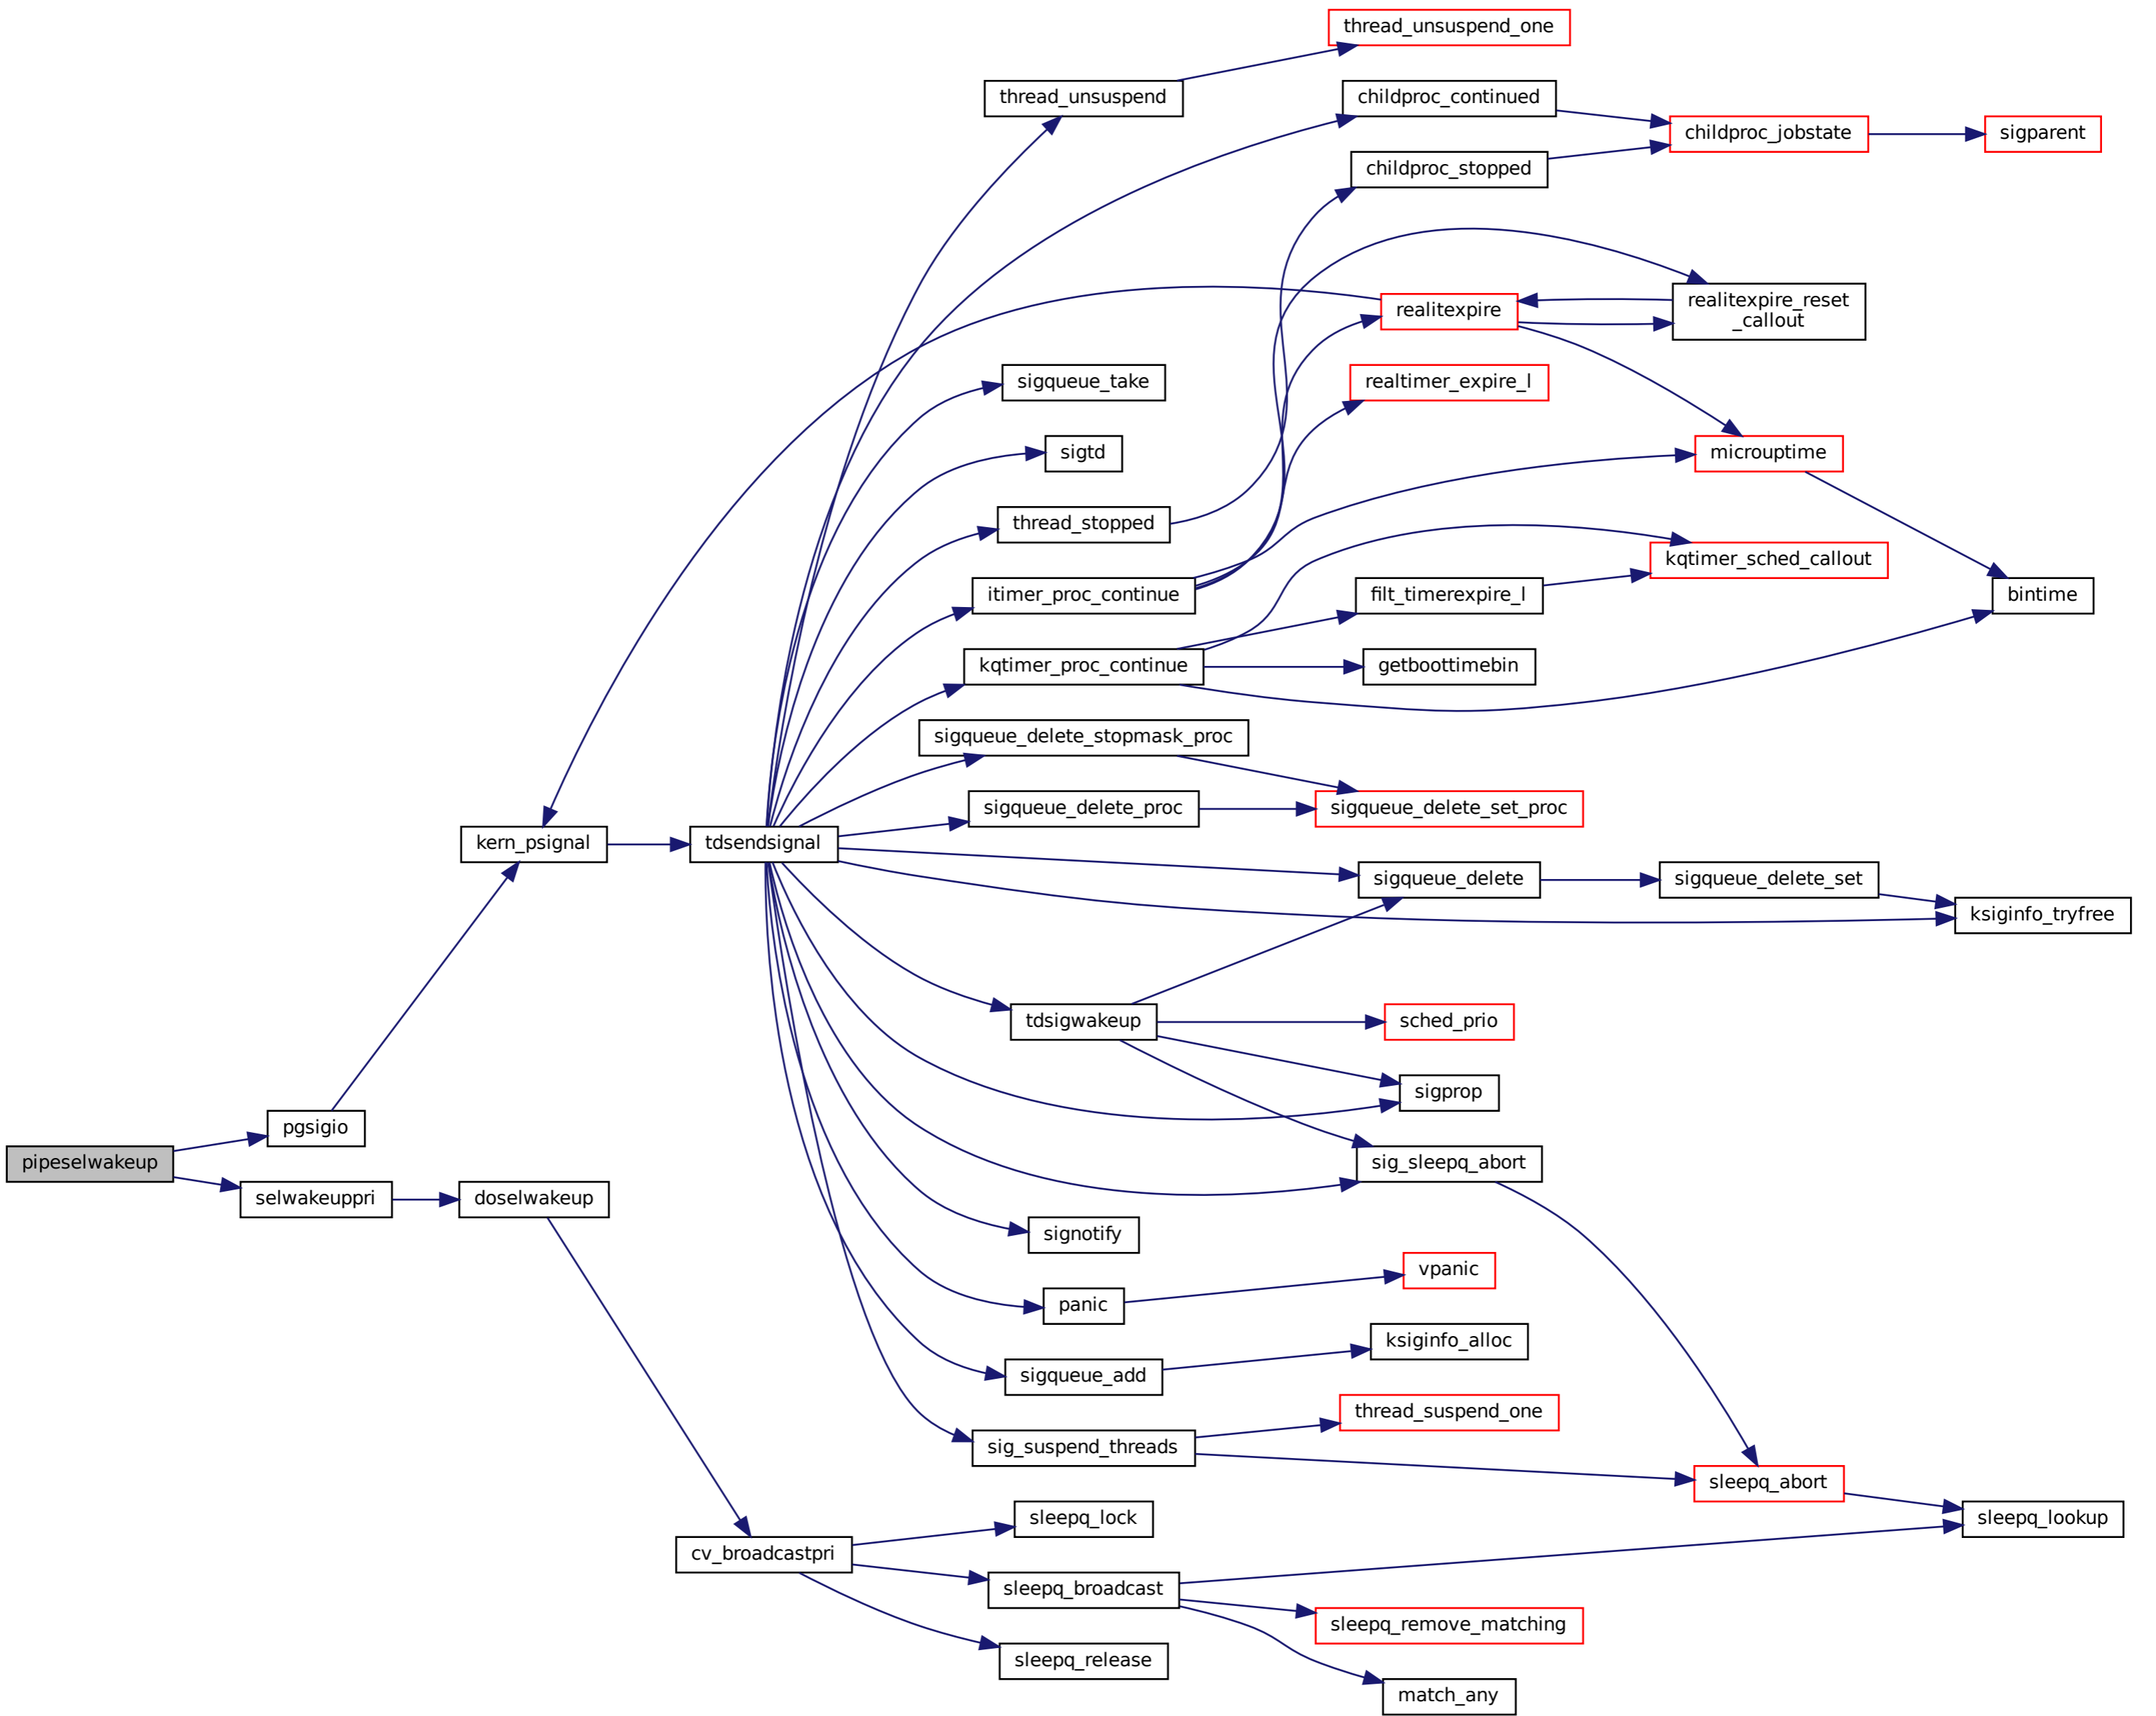 thread_unsuspend_one
thread_unsuspend
childproc_continued
childproc_jobstate
sigparent
childproc_stopped
realitexpire
realitexpire_reset
_callout
sigqueue_take
realtimer_expire_l
sigtd
microuptime
thread_stopped
kqtimer_sched_callout
itimer_proc_continue
filt_timerexpire_l
bintime
kqtimer_proc_continue
getboottimebin
sigqueue_delete_stopmask_proc
sigqueue_delete_proc
sigqueue_delete_set_proc
kern_psignal
tdsendsignal
sigqueue_delete
sigqueue_delete_set
ksiginfo_tryfree
tdsigwakeup
sched_prio
sigprop
pgsigio
pipeselwakeup
sig_sleepq_abort
selwakeuppri
doselwakeup
signotify
vpanic
panic
ksiginfo_alloc
sigqueue_add
thread_suspend_one
sig_suspend_threads
sleepq_abort
sleepq_lock
sleepq_lookup
cv_broadcastpri
sleepq_broadcast
sleepq_remove_matching
sleepq_release
match_any